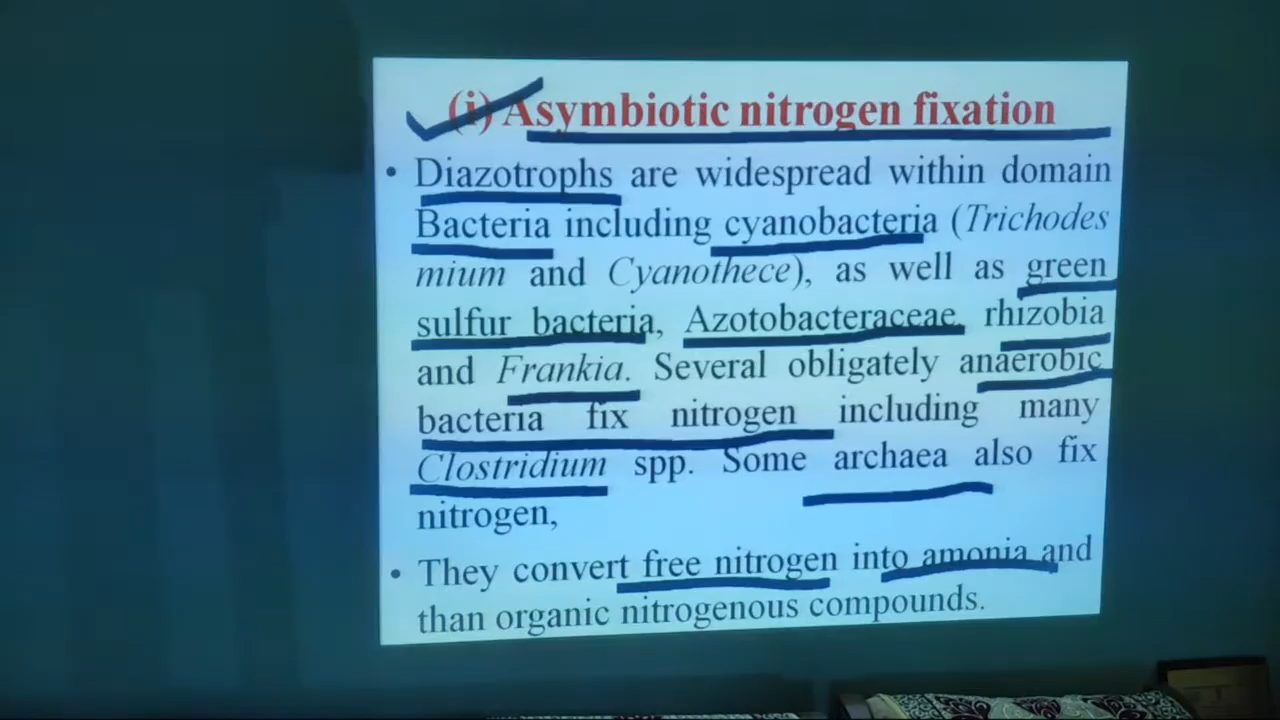 (i) Asymbiotic nitrogen fixation
• Diazotrophs are widespread within domain
Bacteria including cyanobacteria (Trichodes
mium and Cyanothece), as well as green
sulfur bacteria, Azotobacteraceae, rhizobia
and Frankia. Several obligately anaerobic
bacteria fix nitrogen including many
Clostridium spp. Some archaea also fix
nitrogen,
• They convert free nitrogen into amonia and
than organic nitrogenous compounds.